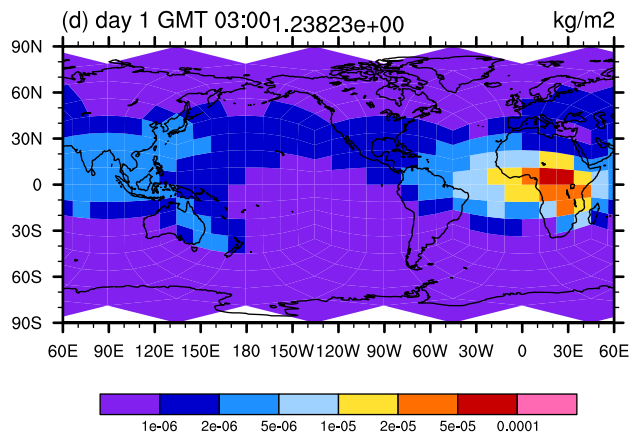 (d) day 1 GMT 03:00 1.23823e+00 kg/m2
90N
60N
30N
0
30S
60S
90S
60E 90E 120E 150E 180 150W 120W 90W 60W 30W 0 30E 60E
1e-06 2e-06 5e-06 1e-05 2e-05 5e-05 0.0001